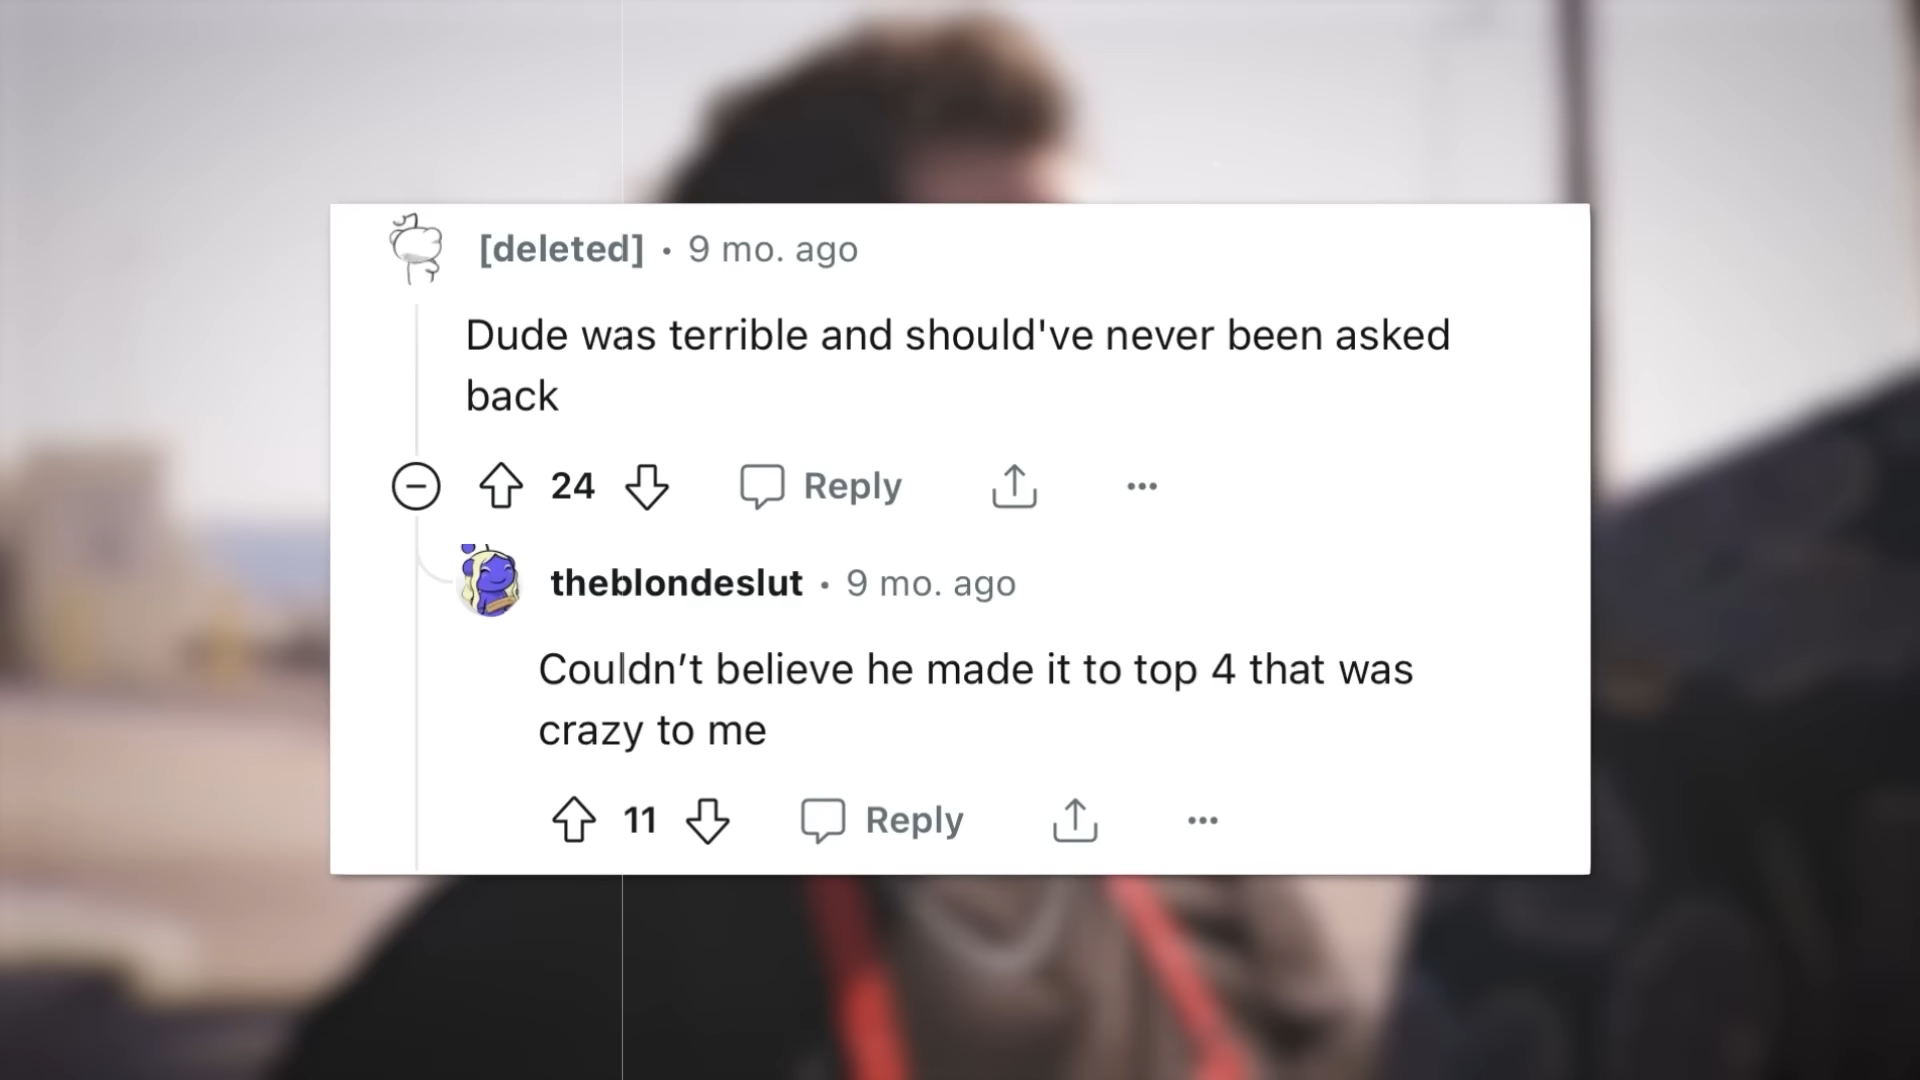 [deleted] • 9 mo. ago
Dude was terrible and should've never been asked
back
24 Reply
theblondeslut • 9 mo. ago
Couldn’t believe he made it to top 4 that was
crazy to me
11 Reply